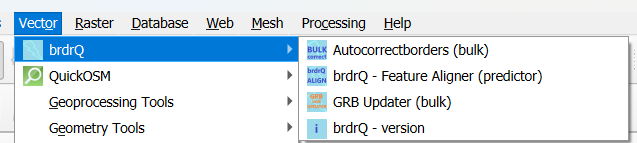 Vector Raster Database Web Mesh Processing Help
brdrQ
QuickOSM
Geoprocessing Tools
Geometry Tools
BULK correct Autocorrectborders (bulk)
brdrQ ALIGN brdrQ - Feature Aligner (predictor)
GRB GRB Updater (bulk)
i brdrQ - version